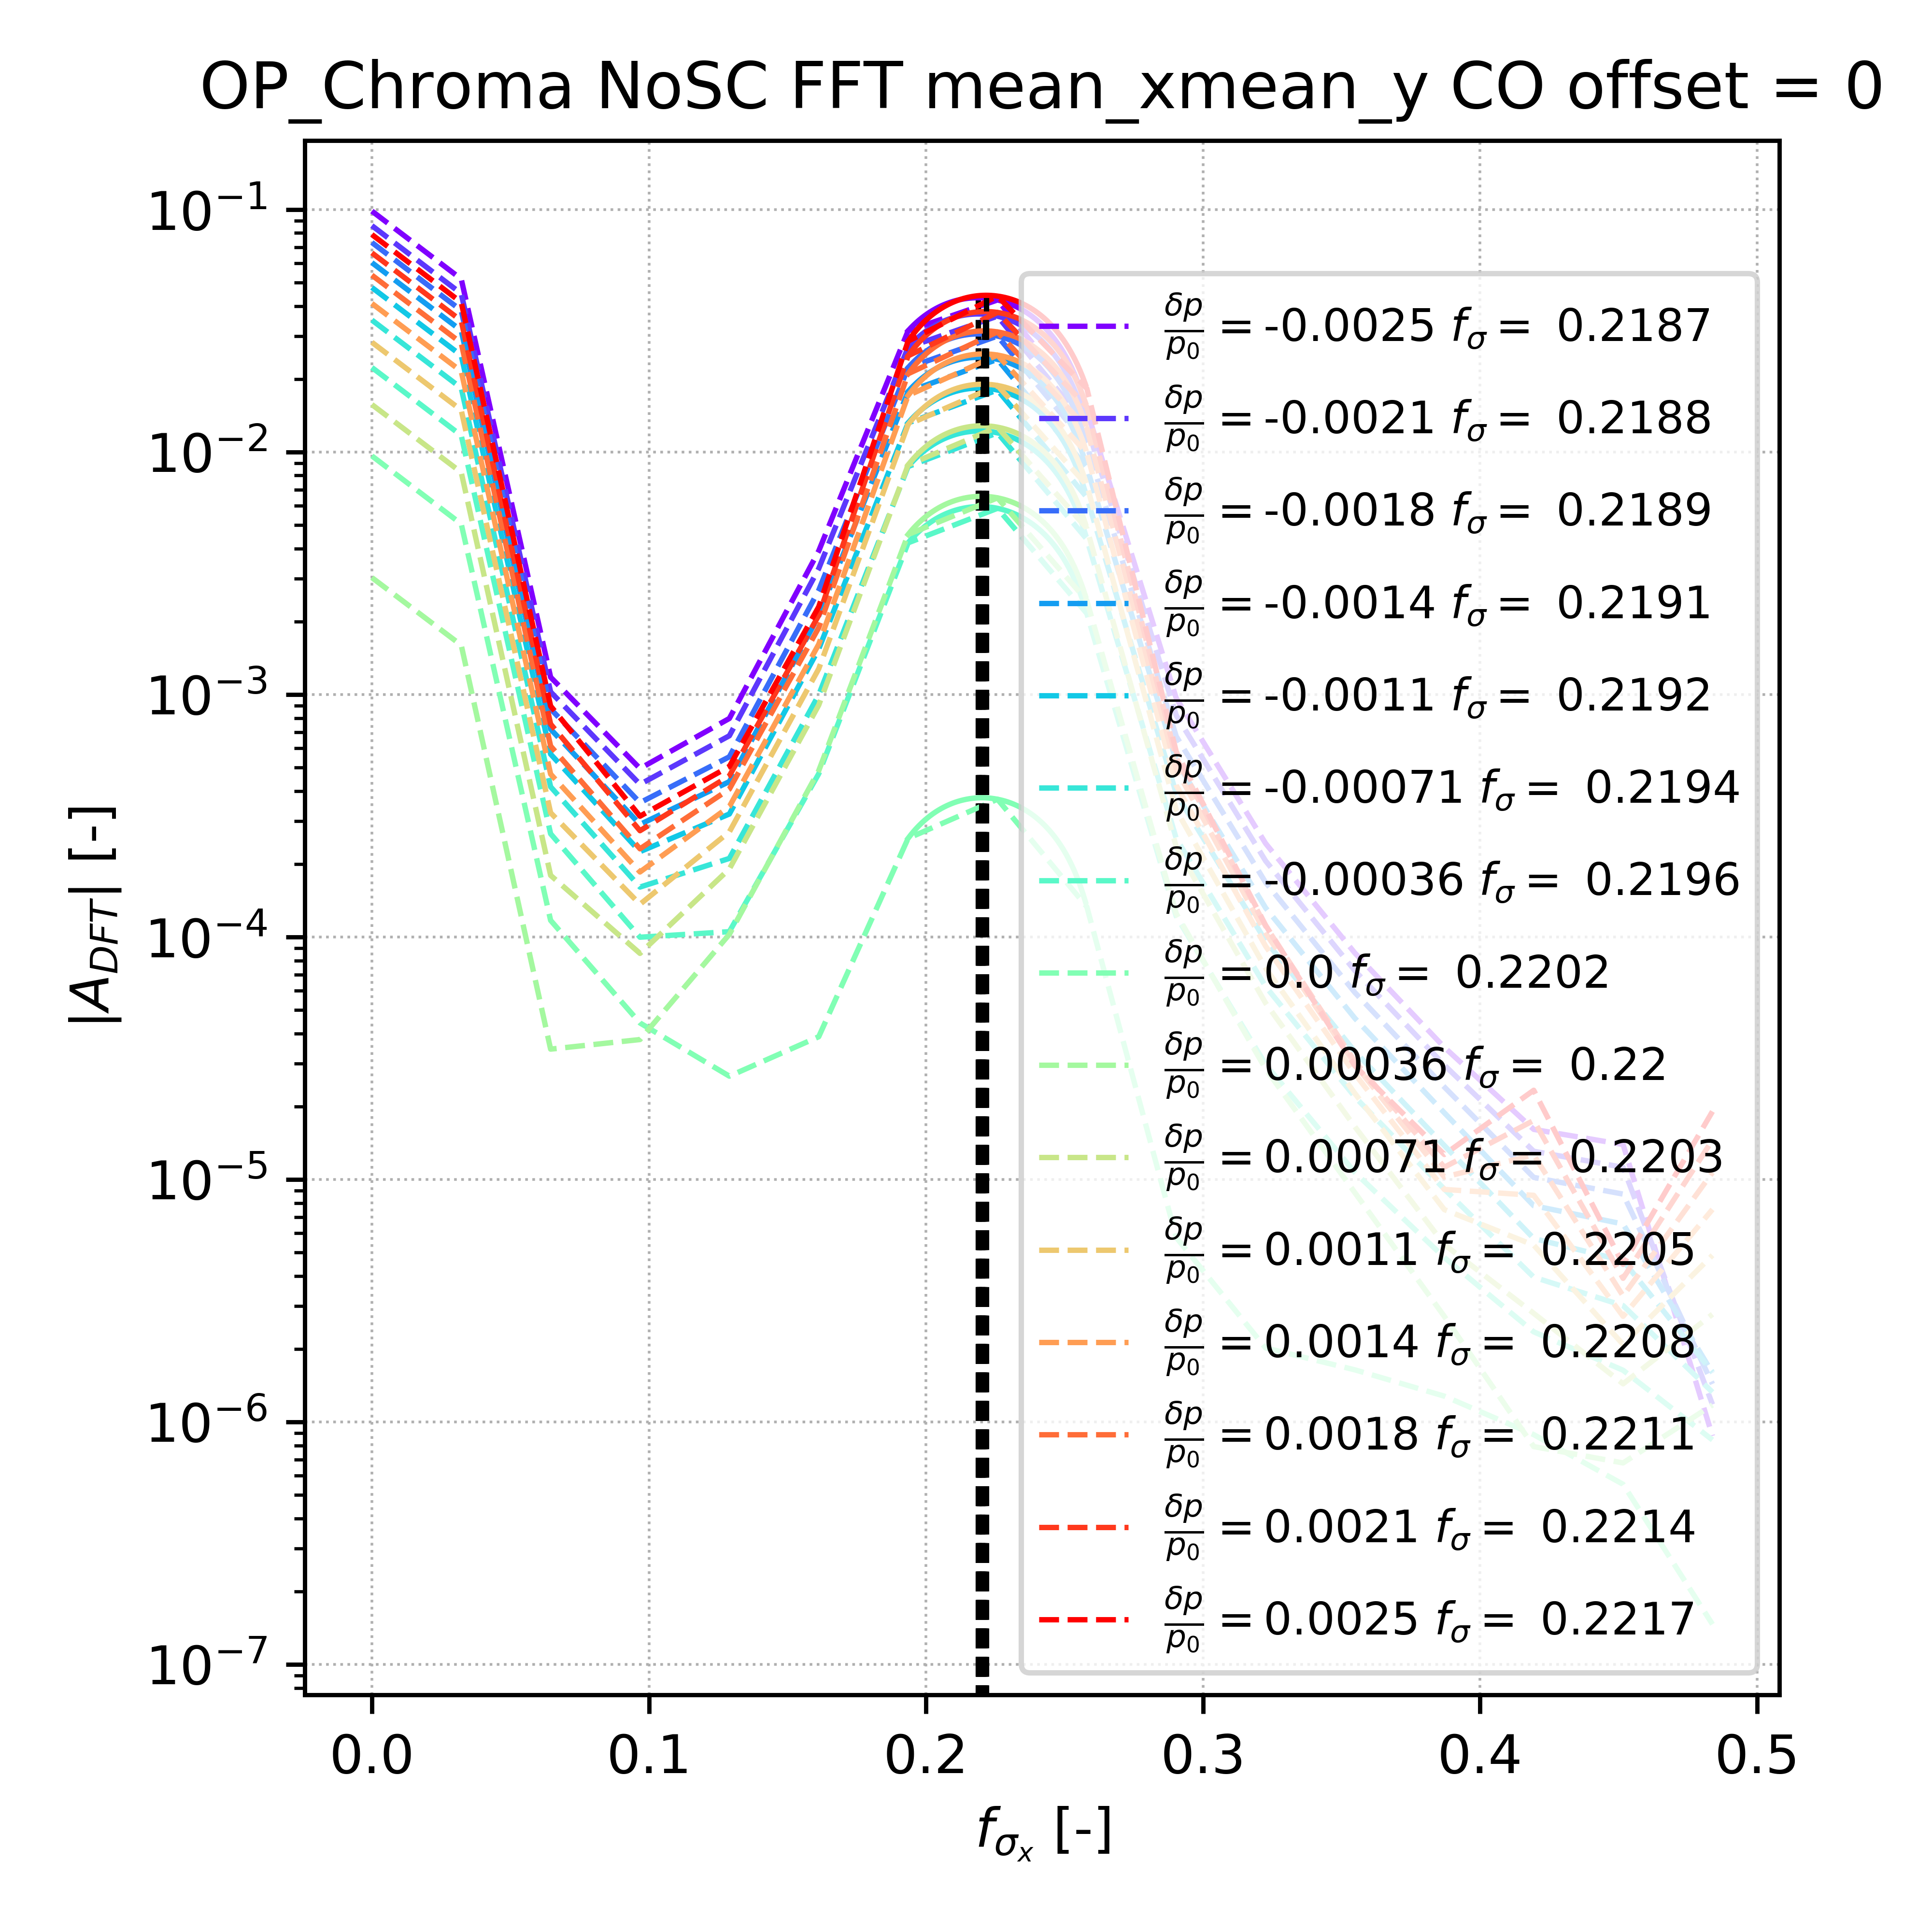 OP_Chroma NoSC FFT mean_xmean_y CO offset = 0
|A_DFT| [-]
10⁻¹
10⁻²
10⁻³
10⁻⁴
10⁻⁵
10⁻⁶
10⁻⁷
δp/p₀ = -0.0025 f_σ = 0.2187
δp/p₀ = -0.0021 f_σ = 0.2188
δp/p₀ = -0.0018 f_σ = 0.2189
δp/p₀ = -0.0014 f_σ = 0.2191
δp/p₀ = -0.0011 f_σ = 0.2192
δp/p₀ = -0.00071 f_σ = 0.2194
δp/p₀ = -0.00036 f_σ = 0.2196
δp/p₀ = 0.0 f_σ = 0.2202
δp/p₀ = 0.00036 f_σ = 0.22
δp/p₀ = 0.00071 f_σ = 0.2203
δp/p₀ = 0.0011 f_σ = 0.2205
δp/p₀ = 0.0014 f_σ = 0.2208
δp/p₀ = 0.0018 f_σ = 0.2211
δp/p₀ = 0.0021 f_σ = 0.2214
δp/p₀ = 0.0025 f_σ = 0.2217
0.0 0.1 0.2 0.3 0.4 0.5
f_σₓ [-]